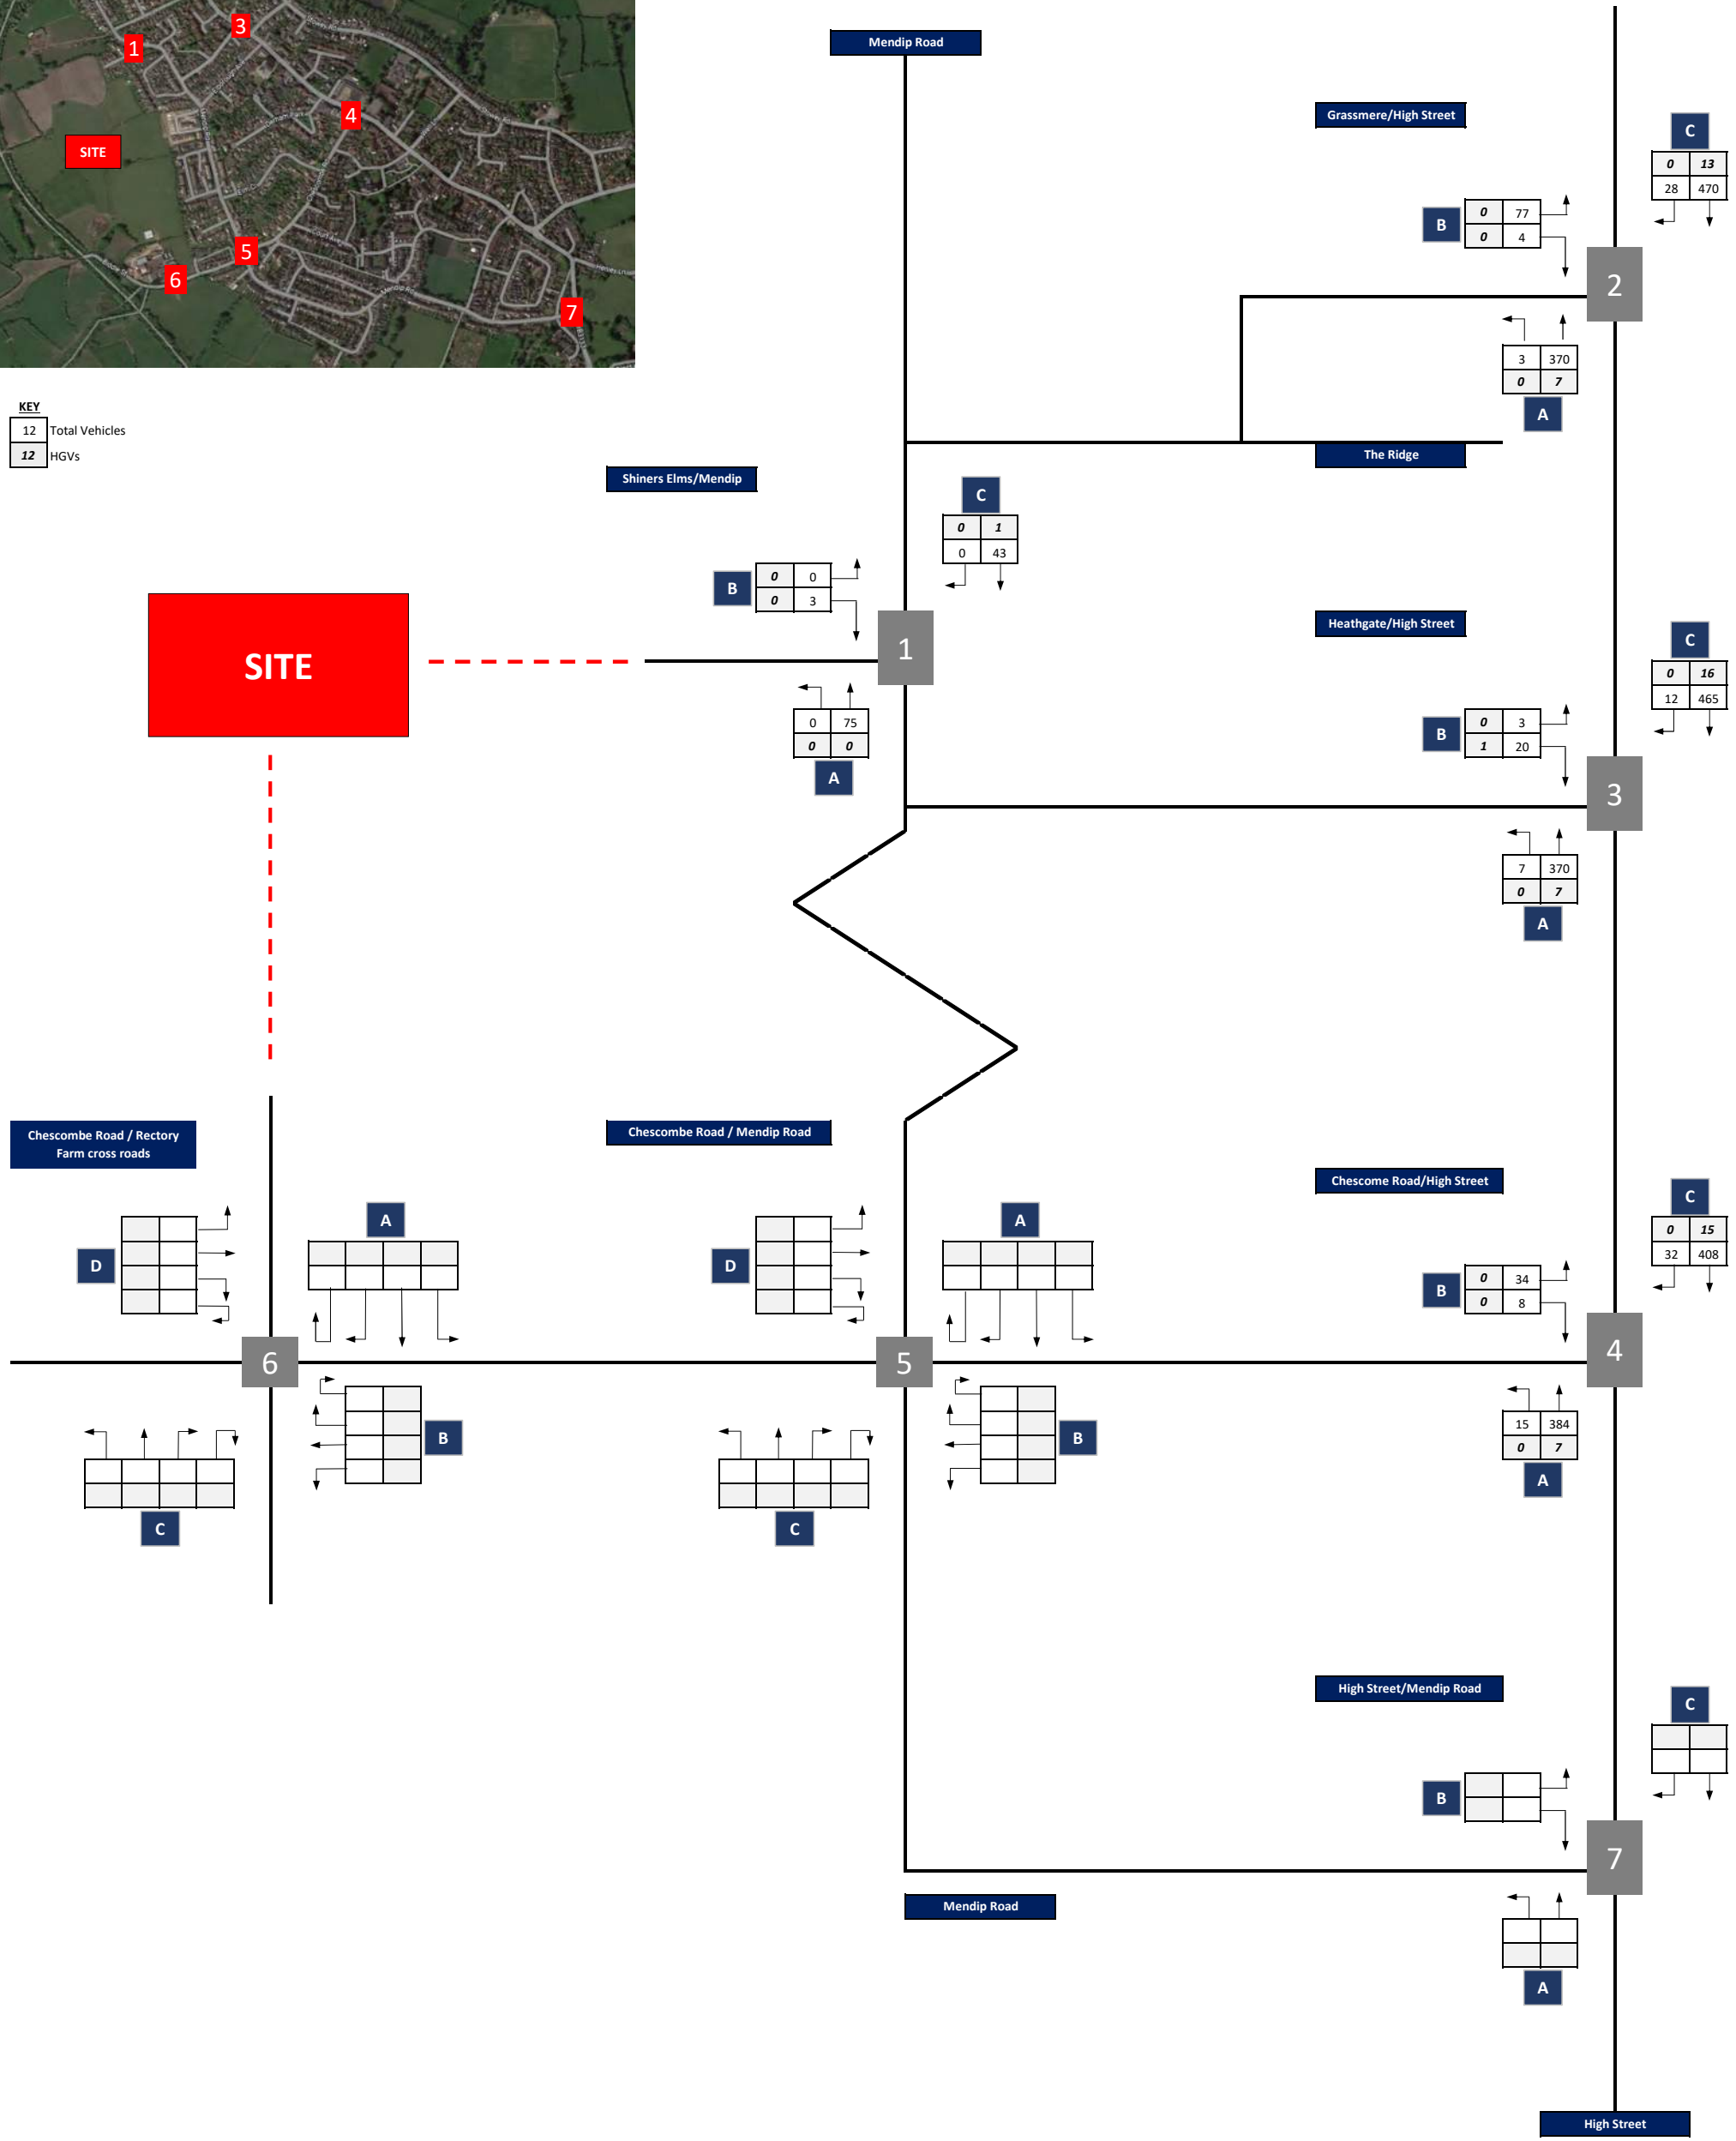 3
1
4
SITE
5
6
7
Mendip Road
Grassmere/High Street
C
0 13
28 470
B
0 77
0 4
2
3 370
0 7
A
KEY
12 Total Vehicles
12 HGVs
The Ridge
Shiners Elms/Mendip
C
0 1
0 43
B
0 0
0 3
1
0 75
0 0
A
SITE
Heathgate/High Street
C
0 16
12 465
B
0 3
1 20
3
7 370
0 7
A
Chescombe Road / Rectory
Farm cross roads
A
D
6
B
C
Chescombe Road / Mendip Road
A
D
5
B
C
Chescome Road/High Street
C
0 15
32 408
B
0 34
0 8
4
15 384
0 7
A
High Street/Mendip Road
C
B
7
Mendip Road
A
High Street